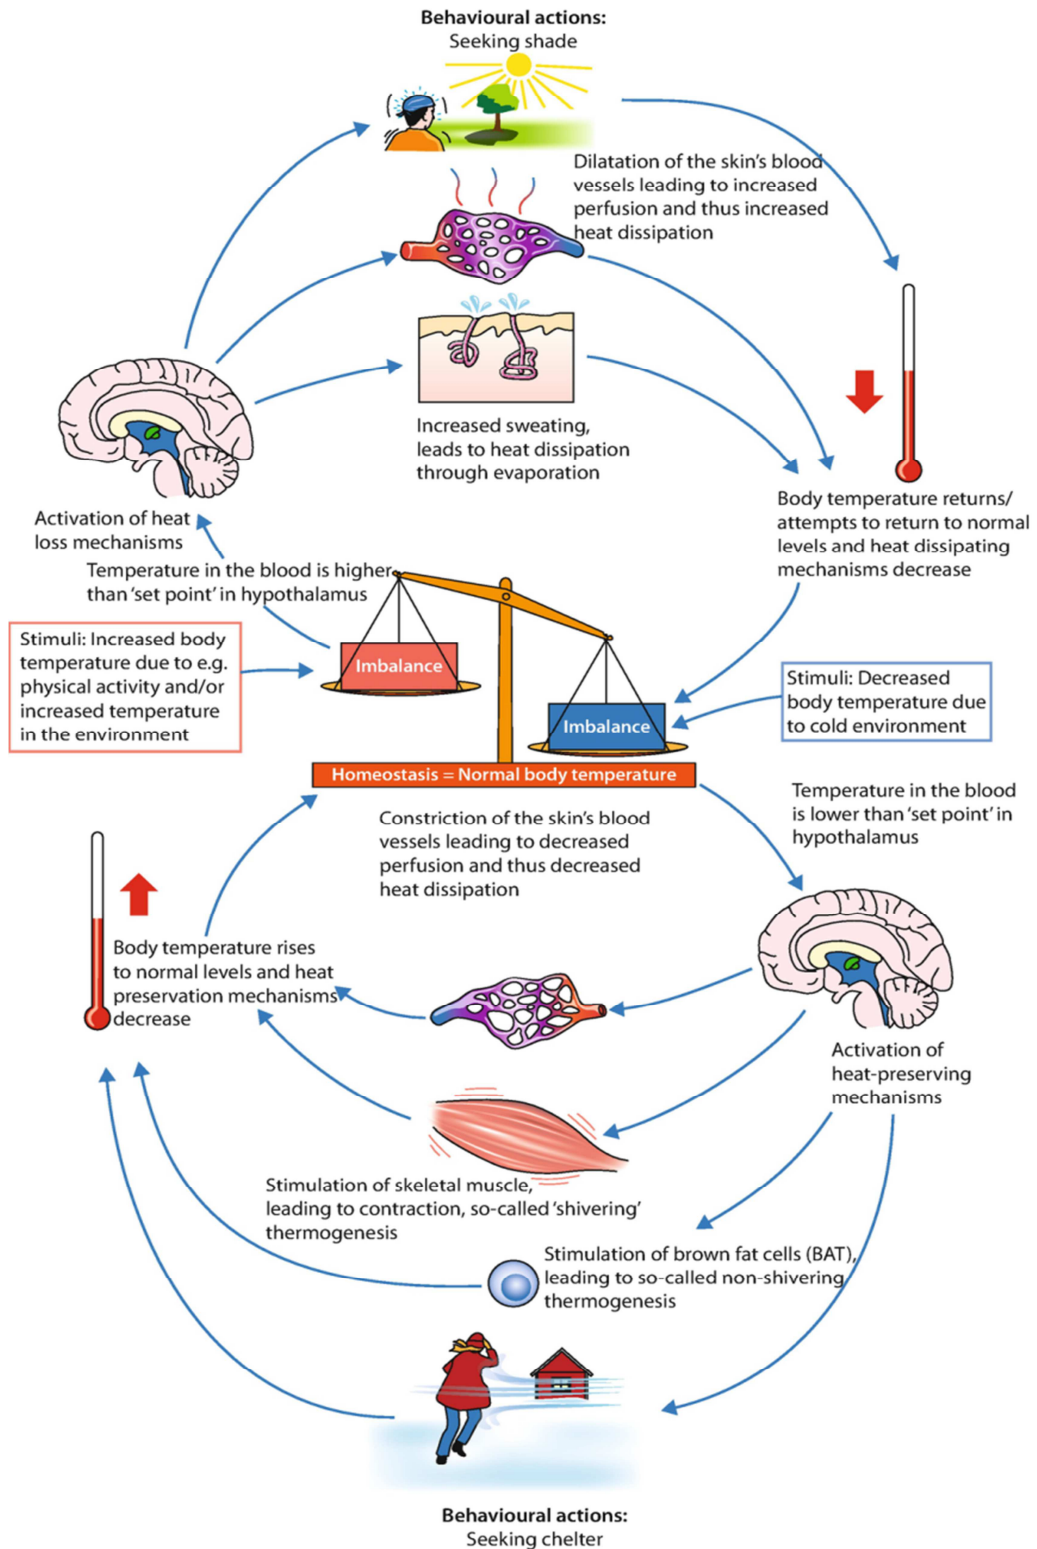 Behavioural actions:
Seeking shade
Dilatation of the skin's blood
vessels leading to increased
perfusion and thus increased
heat dissipation
Increased sweating,
leads to heat dissipation
through evaporation
Activation of heat
loss mechanisms
Body temperature returns/
attempts to return to normal
levels and heat dissipating
mechanisms decrease
Temperature in the blood is higher
than 'set point' in hypothalamus
Stimuli: Increased body
temperature due to e.g.
physical activity and/or
increased temperature
in the environment
Imbalance
Imbalance
Stimuli: Decreased
body temperature due
to cold environment
Homeostasis = Normal body temperature
Temperature in the blood
is lower than 'set point' in
hypothalamus
Constriction of the skin's blood
vessels leading to decreased
perfusion and thus decreased
heat dissipation
Body temperature rises
to normal levels and heat
preservation mechanisms
decrease
Activation of
heat-preserving
mechanisms
Stimulation of skeletal muscle,
leading to contraction, so-called 'shivering'
thermogenesis
Stimulation of brown fat cells (BAT),
leading to so-called non-shivering
thermogenesis
Behavioural actions:
Seeking chelter